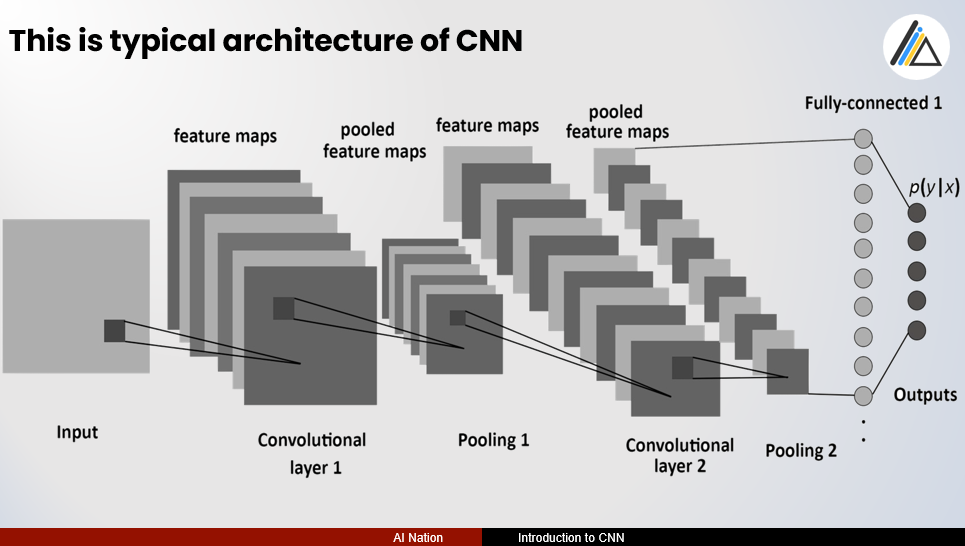 This is typical architecture of CNN
feature maps
pooled
feature maps
feature maps
pooled
feature maps
Fully-connected 1
p(y|x)
Input
Convolutional
layer 1
Pooling 1
Convolutional
layer 2
Pooling 2
Outputs
AI Nation
Introduction to CNN